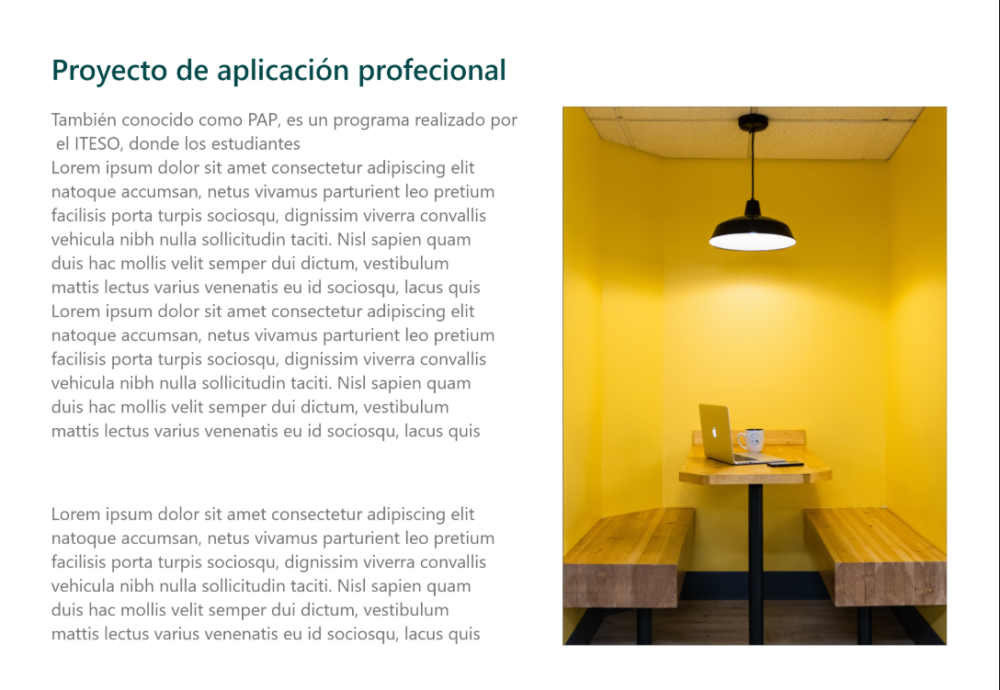 Proyecto de aplicación profecional
También conocido como PAP, es un programa realizado por
el ITESO, donde los estudiantes
Lorem ipsum dolor sit amet consectetur adipiscing elit
natoque accumsan, netus vivamus parturient leo pretium
facilisis porta turpis sociosqu, dignissim viverra convallis
vehicula nibh nulla sollicitudin taciti. Nisl sapien quam
duis hac mollis velit semper dui dictum, vestibulum
mattis lectus varius venenatis eu id sociosqu, lacus quis
Lorem ipsum dolor sit amet consectetur adipiscing elit
natoque accumsan, netus vivamus parturient leo pretium
facilisis porta turpis sociosqu, dignissim viverra convallis
vehicula nibh nulla sollicitudin taciti. Nisl sapien quam
duis hac mollis velit semper dui dictum, vestibulum
mattis lectus varius venenatis eu id sociosqu, lacus quis
Lorem ipsum dolor sit amet consectetur adipiscing elit
natoque accumsan, netus vivamus parturient leo pretium
facilisis porta turpis sociosqu, dignissim viverra convallis
vehicula nibh nulla sollicitudin taciti. Nisl sapien quam
duis hac mollis velit semper dui dictum, vestibulum
mattis lectus varius venenatis eu id sociosqu, lacus quis